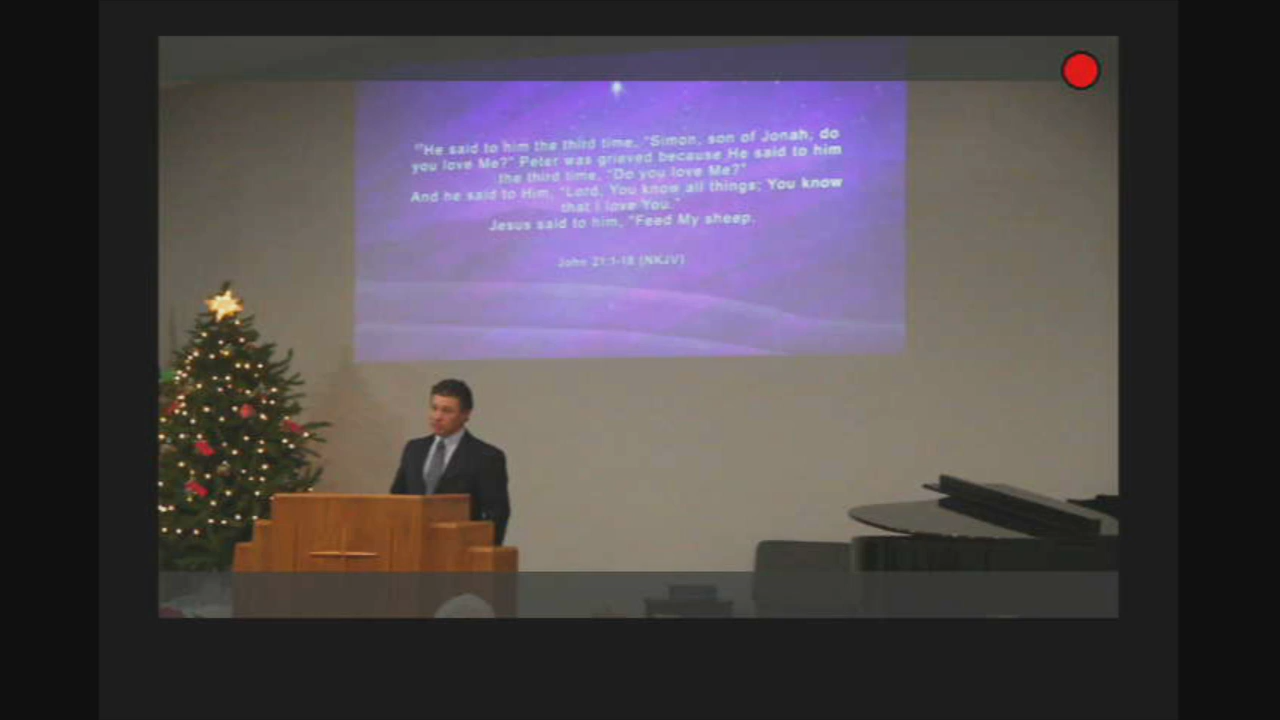 17"He said to him the third time, "Simon, son of Jonah, do
you love Me?" Peter was grieved because He said to him
the third time, "Do you love Me?"
And he said to Him, "Lord, You know all things; You know
that I love You."
Jesus said to him, "Feed My sheep.
John 21:1-18 (NKJV)